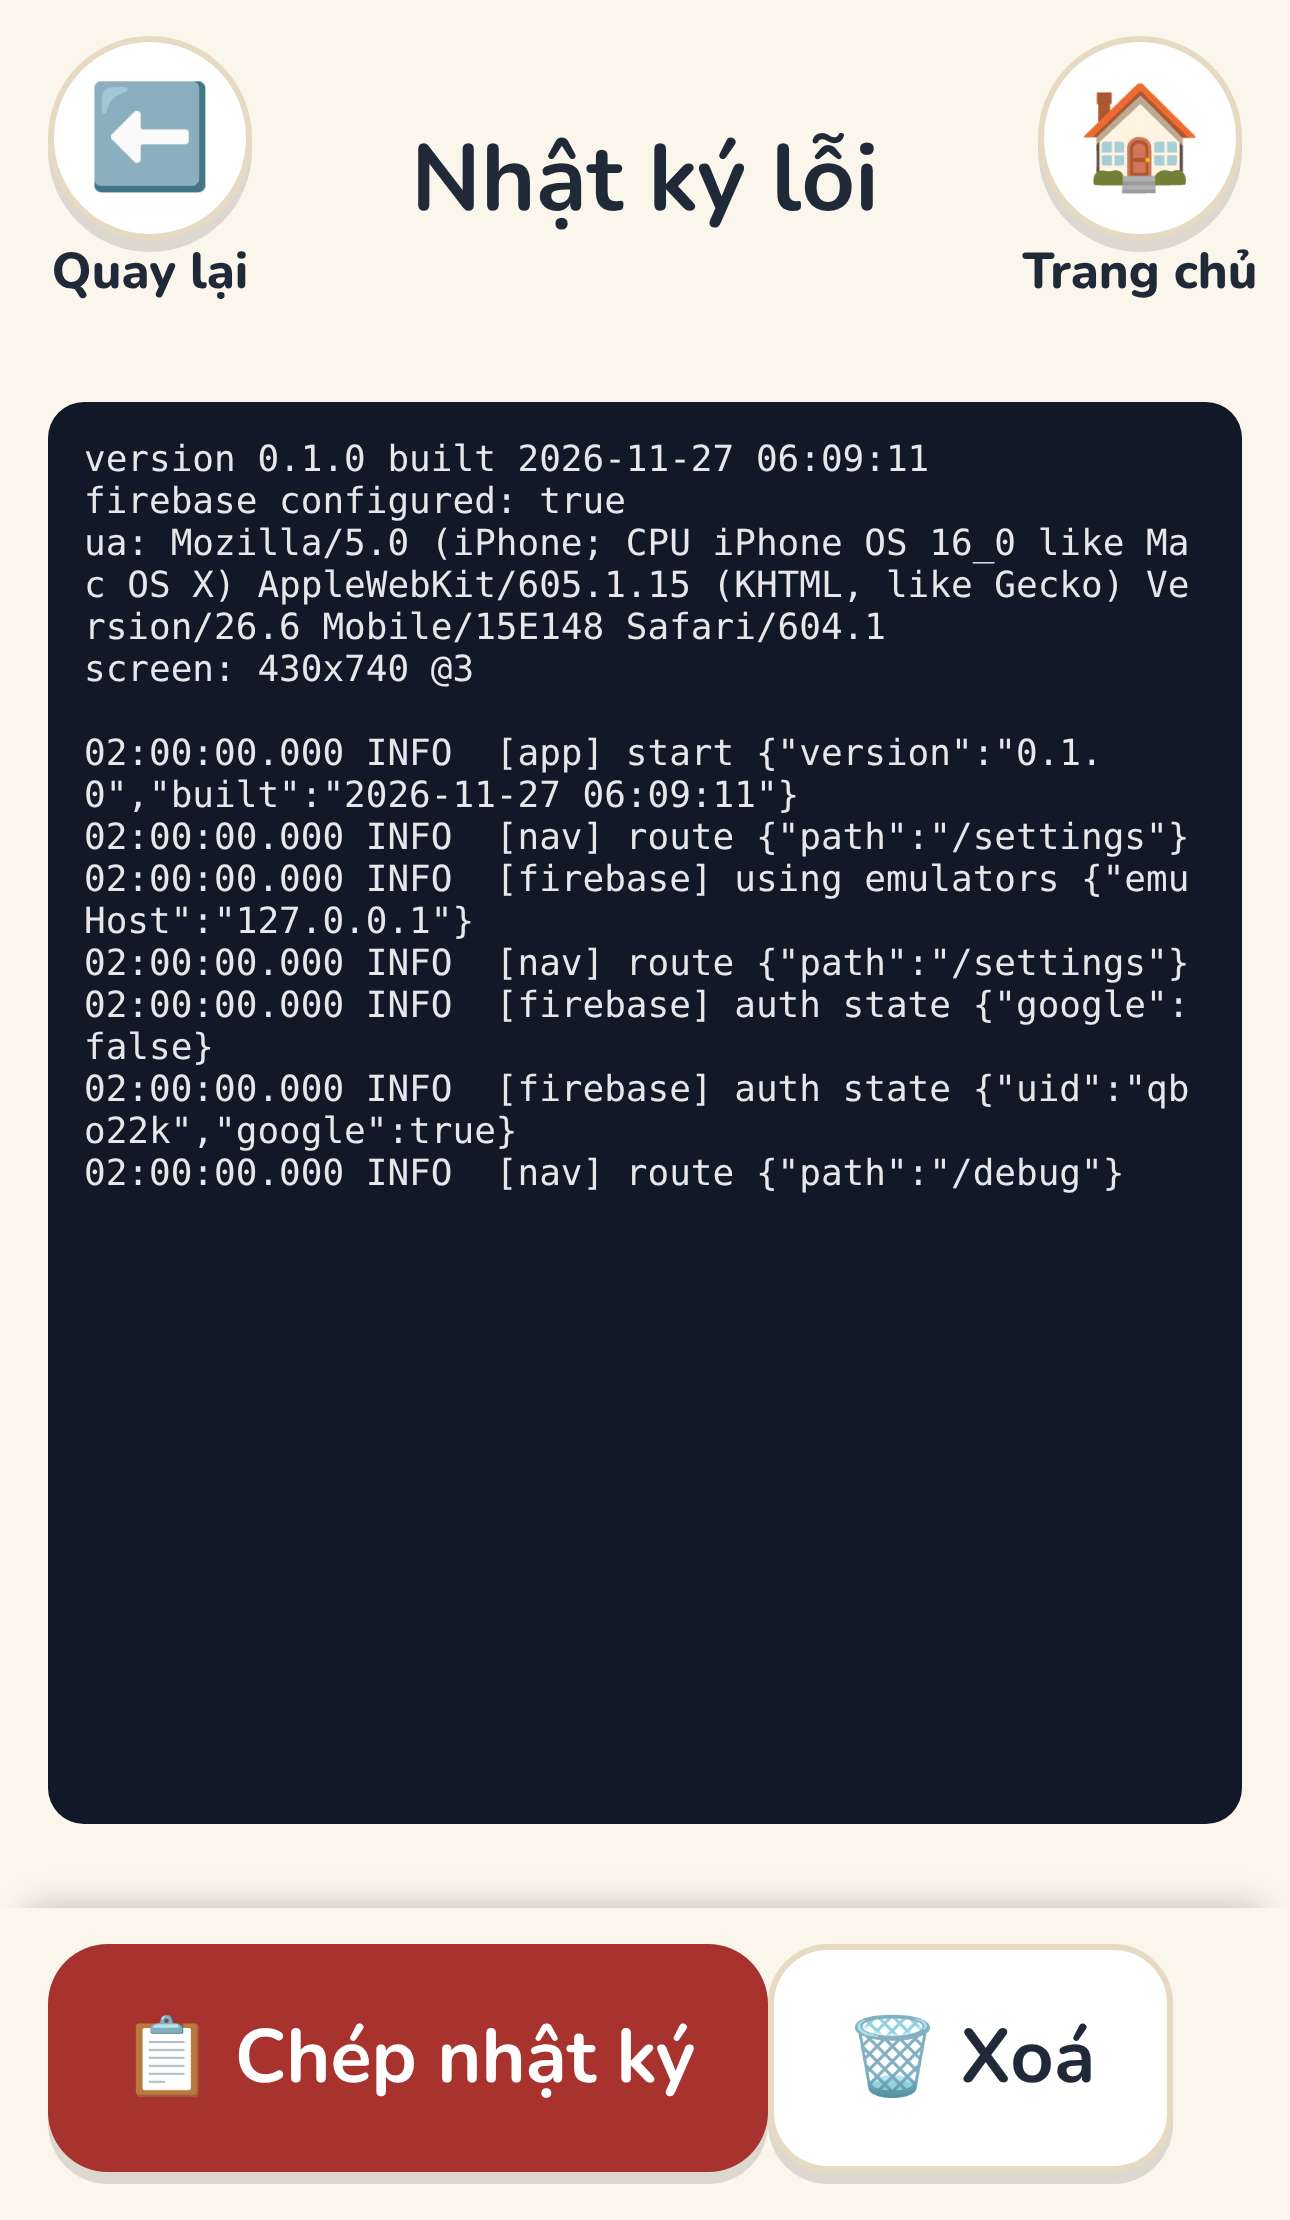 Nhật ký lỗi
Quay lại
Trang chủ
version 0.1.0 built 2026-11-27 06:09:11
firebase configured: true
ua: Mozilla/5.0 (iPhone; CPU iPhone OS 16_0 like Ma
c OS X) AppleWebKit/605.1.15 (KHTML, like Gecko) Ve
rsion/26.6 Mobile/15E148 Safari/604.1
screen: 430x740 @3
02:00:00.000 INFO  [app] start {"version":"0.1.
0","built":"2026-11-27 06:09:11"}
02:00:00.000 INFO  [nav] route {"path":"/settings"}
02:00:00.000 INFO  [firebase] using emulators {"emu
Host":"127.0.0.1"}
02:00:00.000 INFO  [nav] route {"path":"/settings"}
02:00:00.000 INFO  [firebase] auth state {"google":
false}
02:00:00.000 INFO  [firebase] auth state {"uid":"qb
o22k","google":true}
02:00:00.000 INFO  [nav] route {"path":"/debug"}
Chép nhật ký
Xoá